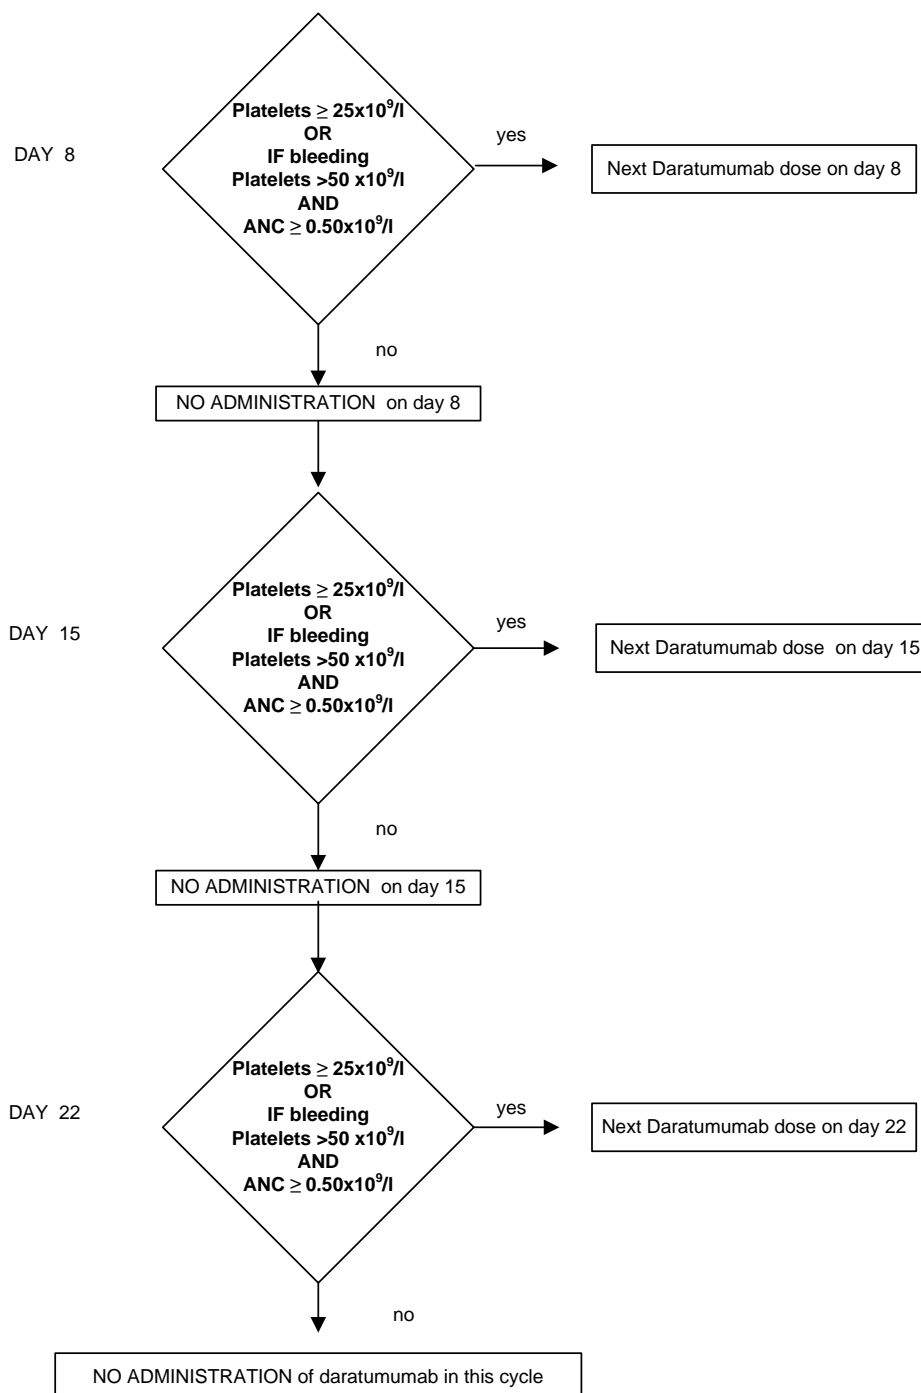 Platelets ≥ 25x10⁹/l
OR
IF bleeding
Platelets >50 x10⁹/l
AND
ANC ≥ 0.50x10⁹/l
DAY 8
yes
Next Daratumumab dose on day 8
no
NO ADMINISTRATION on day 8
Platelets ≥ 25x10⁹/l
OR
IF bleeding
Platelets >50 x10⁹/l
AND
ANC ≥ 0.50x10⁹/l
DAY 15
yes
Next Daratumumab dose on day 15
no
NO ADMINISTRATION on day 15
Platelets ≥ 25x10⁹/l
OR
IF bleeding
Platelets >50 x10⁹/l
AND
ANC ≥ 0.50x10⁹/l
DAY 22
yes
Next Daratumumab dose on day 22
no
NO ADMINISTRATION of daratumumab in this cycle